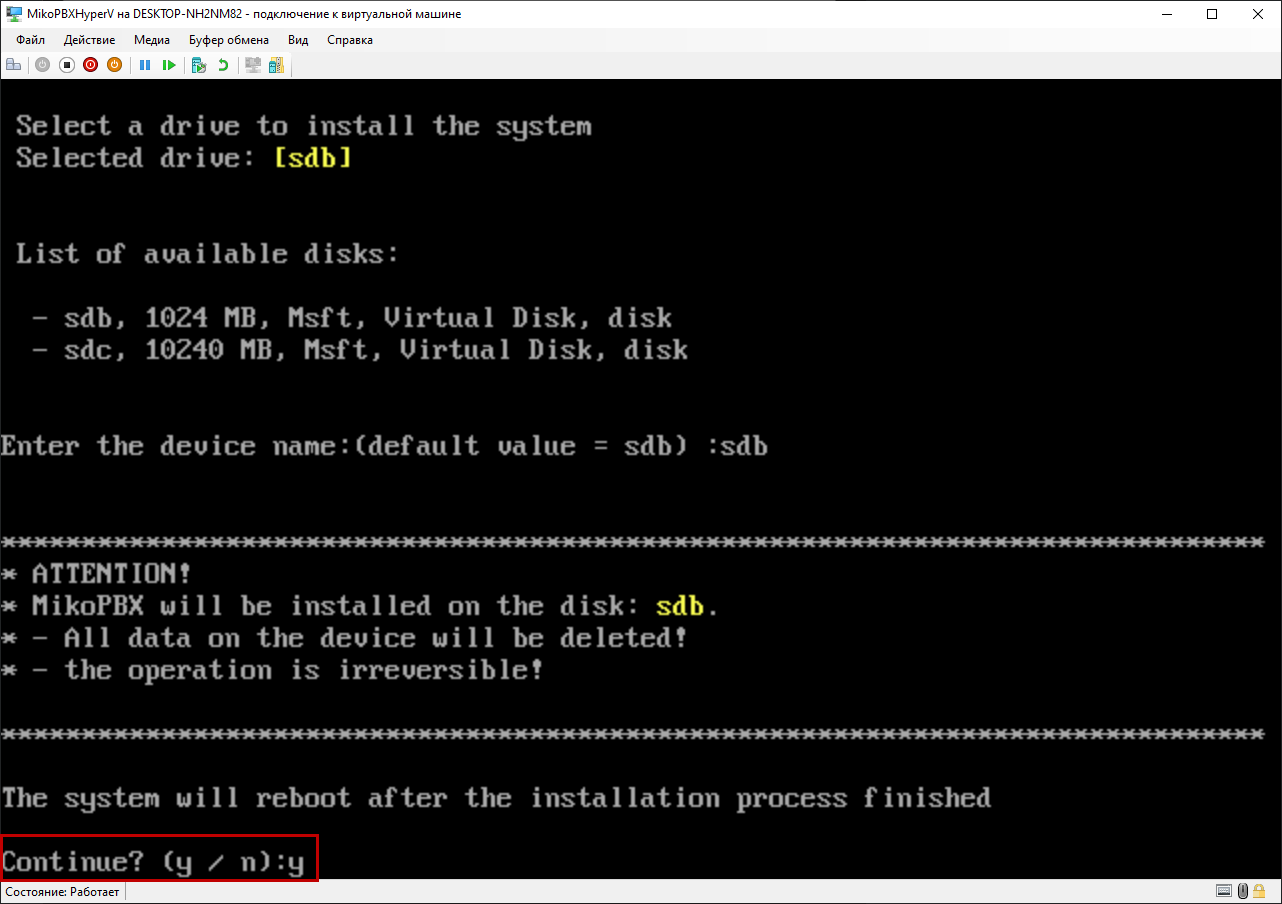 MikoPBXHyperV на DESKTOP-NH2NM82 - подключение к виртуальной машине
Файл Действие Медиа Буфер обмена Вид Справка
Select a drive to install the system
Selected drive: [sdb]
List of available disks:
- sdb, 1024 MB, Msft, Virtual Disk, disk
- sdc, 10240 MB, Msft, Virtual Disk, disk
Enter the device name:(default value = sdb) :sdb
*******************************************************************************
* ATTENTION!
* MikoPBX will be installed on the disk: sdb.
* - All data on the device will be deleted!
* - the operation is irreversible!
*******************************************************************************
The system will reboot after the installation process finished
Continue? (y / n):y
Состояние: Работает